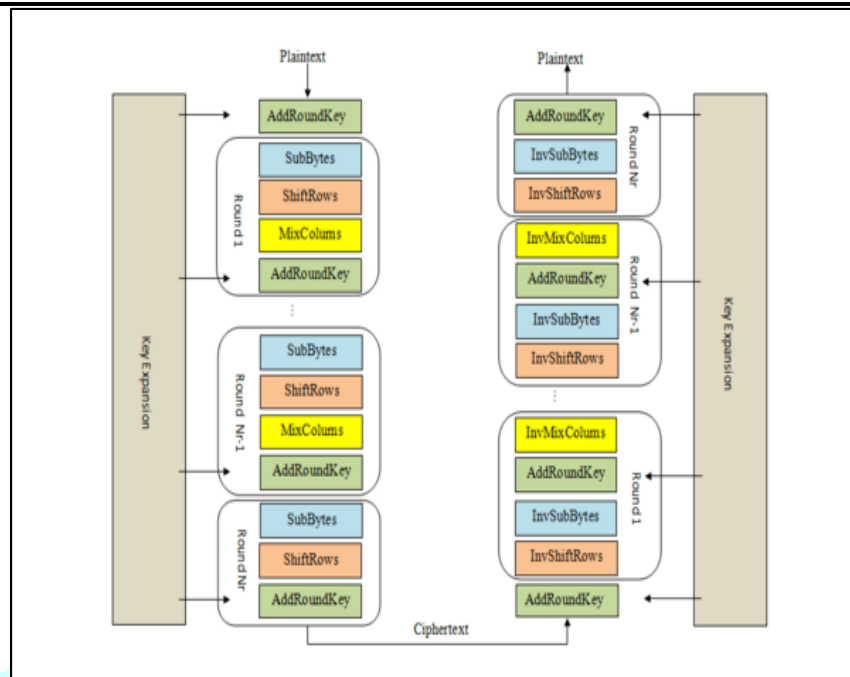 Plaintext
AddRoundKey
SubBytes
ShiftRows
MixColums
AddRoundKey
Round 1
...
SubBytes
ShiftRows
MixColums
AddRoundKey
Round Nr-1
SubBytes
ShiftRows
AddRoundKey
Round Nr
Key Expansion
Ciphertext
Plaintext
AddRoundKey
InvSubBytes
InvShiftRows
Round Nr
InvMixColums
AddRoundKey
InvSubBytes
InvShiftRows
Round Nr-1
...
InvMixColums
AddRoundKey
InvSubBytes
InvShiftRows
Round 1
AddRoundKey
Key Expansion